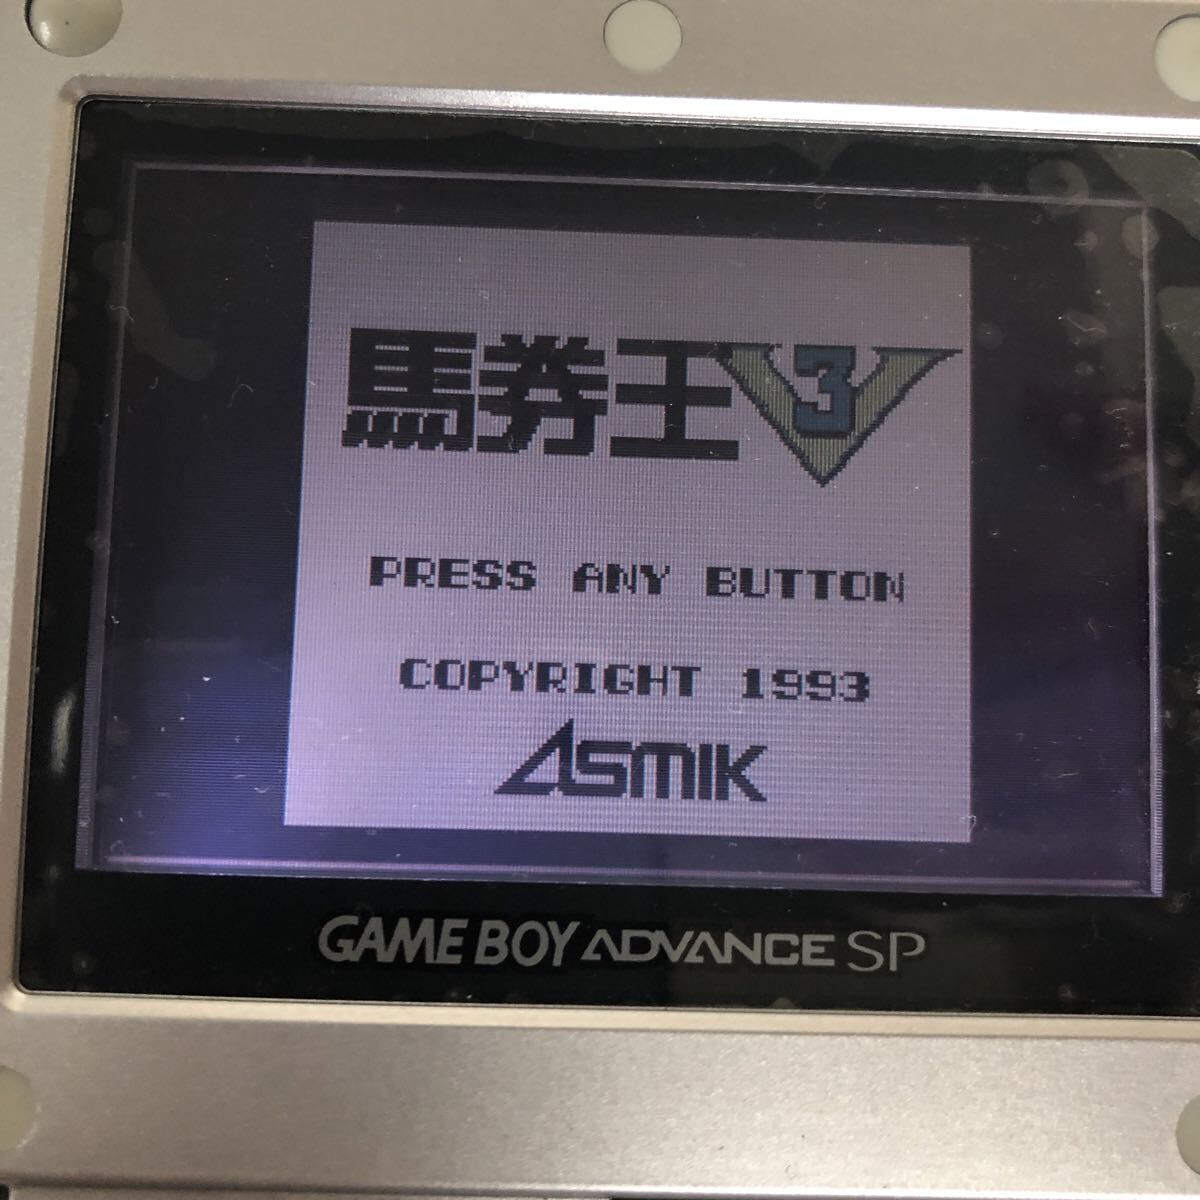 馬券王V3
PRESS ANY BUTTON
COPYRIGHT 1993
ASMIK
GAME BOY ADVANCE SP